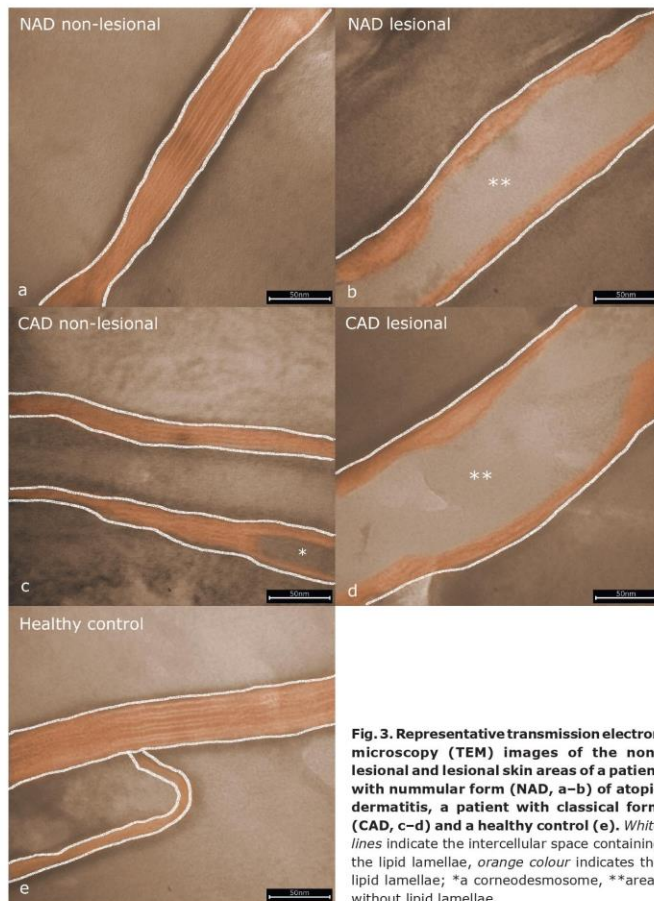 NAD non-lesional
NAD lesional
**
a
50nm
b
50nm
CAD non-lesional
CAD lesional
**
*
c
50nm
d
50nm
Healthy control
e
50nm
Fig. 3. Representative transmission electron
microscopy (TEM) images of the non-
lesional and lesional skin areas of a patient
with nummular form (NAD, a–b) of atopi
dermatitis, a patient with classical form
(CAD, c–d) and a healthy control (e). Whit
lines indicate the intercellular space containing
the lipid lamellae, orange colour indicates the
lipid lamellae; *a corneodesmosome, **area
without lipid lamellae.